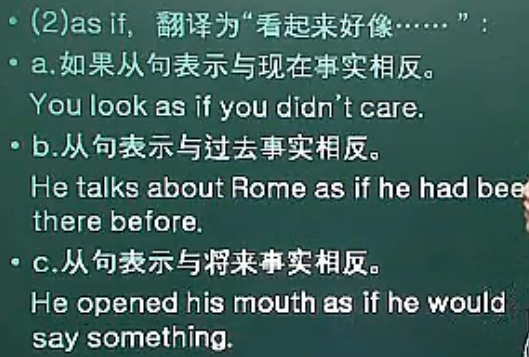 • (2)as if, 翻译为“看起来好像……”：
• a.如果从句表示与现在事实相反。
You look as if you didn't care.
• b.从句表示与过去事实相反。
He talks about Rome as if he had bee
there before.
• c.从句表示与将来事实相反。
He opened his mouth as if he would
say something.